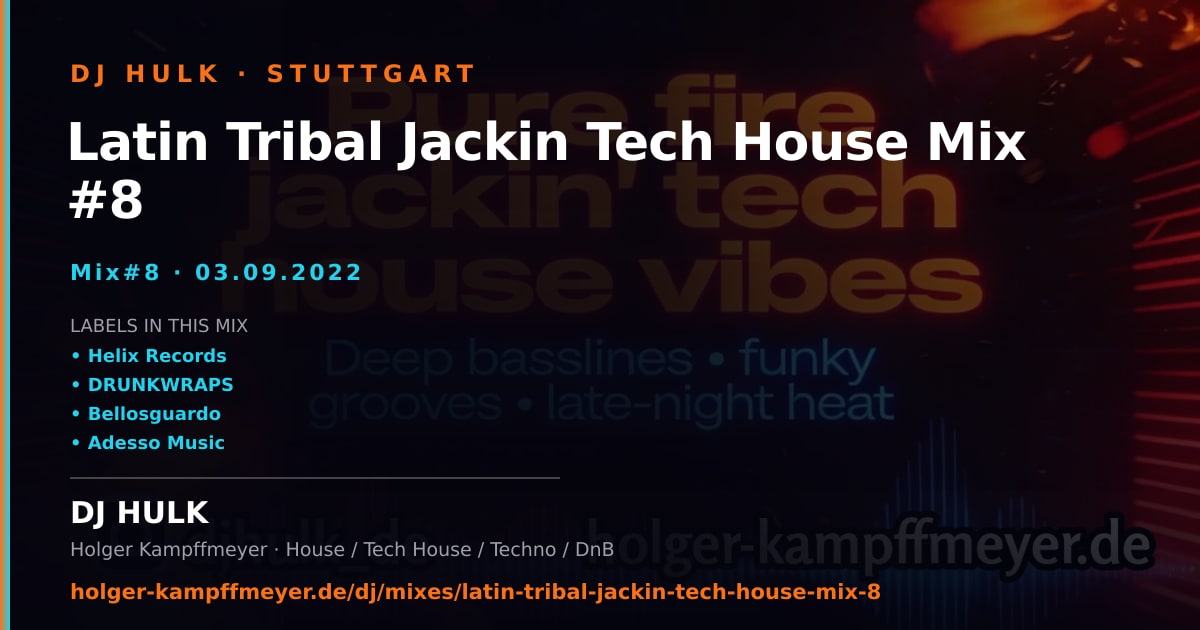 DJ HULK · STUTTGART
Latin Tribal Jackin Tech House Mix
#8
Mix#8 · 03.09.2022
LABELS IN THIS MIX
• Helix Records
• DRUNKWRAPS
• Bellosguardo
• Adesso Music
DJ HULK
Holger Kampffmeyer · House / Tech House / Techno / DnB
holger-kampffmeyer.de/dj/mixes/latin-tribal-jackin-tech-house-mix-8
Pure fire
jackin' tech
house vibes
Deep basslines • funky
grooves • late-night heat
djhulk_de
holger-kampffmeyer.de